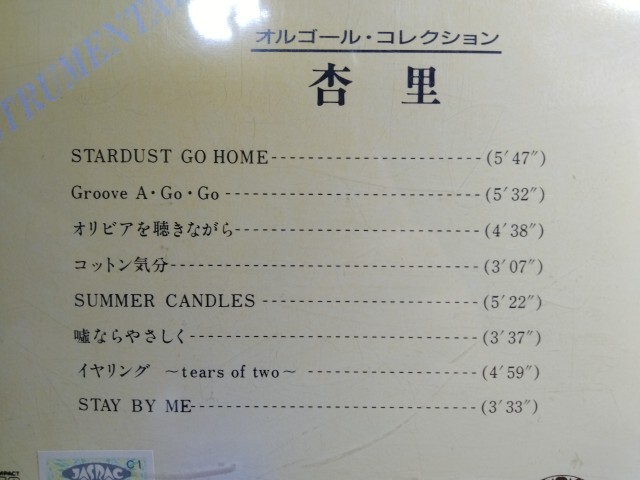 STRUMENTA
オルゴール・コレクション
杏里
STARDUST GO HOME-----------------------(5′47″)
Groove A・Go・Go----------------------------(5′32″)
オリビアを聴きながら---------------------------(4′38″)
コットン気分-----------------------------------(3′07″)
SUMMER CANDLES------------------------(5′22″)
嘘ならやさしく---------------------------------(3′37″)
イヤリング ～tears of two～-------------------(4′59″)
STAY BY ME--------------------------------(3′33″)
JASRAC C1